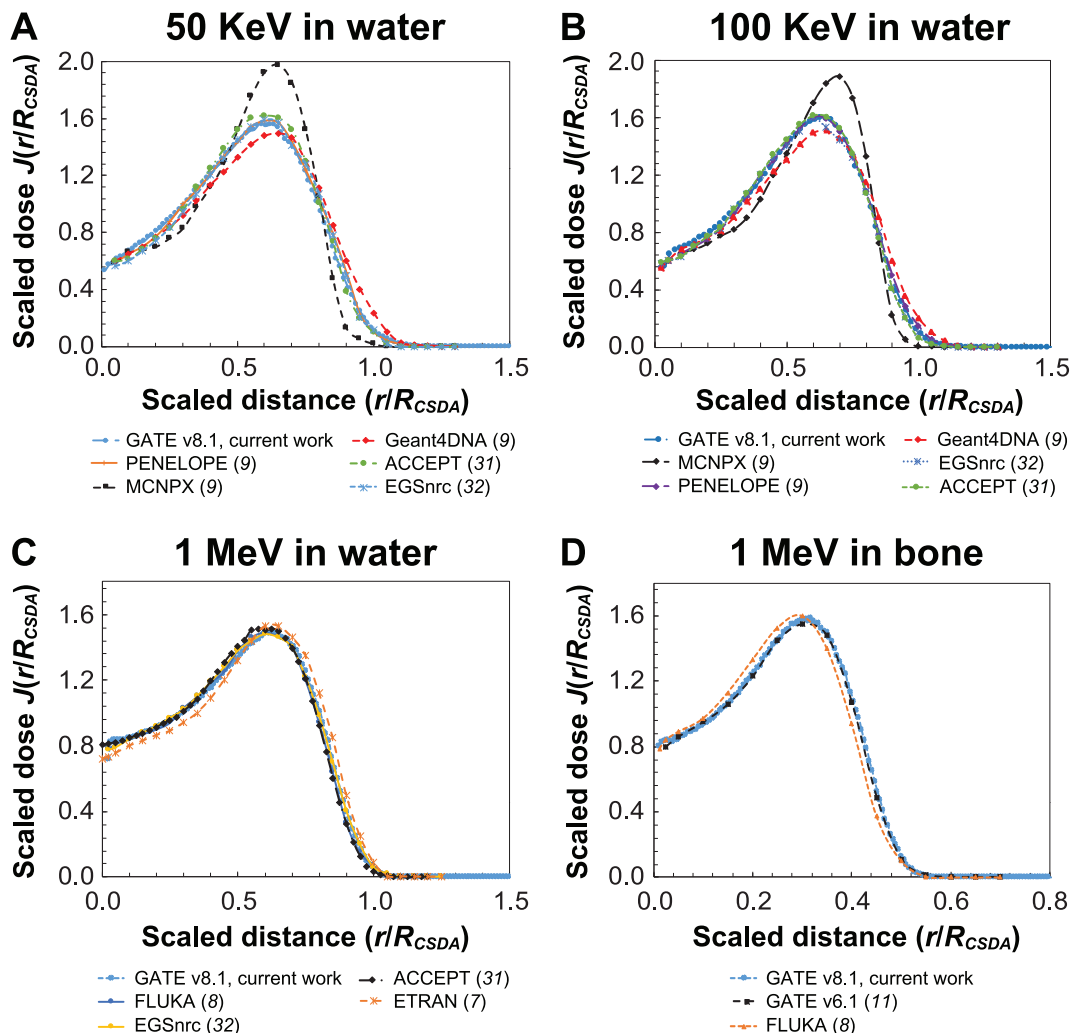 A 50 KeV in water
Scaled dose J(r/RCSDA)
2.0
1.6
1.2
0.8
0.4
0.0
0.0 0.5 1.0 1.5
Scaled distance (r/RCSDA)
GATE v8.1, current work
PENELOPE (9)
MCNPX (9)
Geant4DNA (9)
ACCEPT (31)
EGSnrc (32)
B 100 KeV in water
Scaled dose J(r/RCSDA)
2.0
1.6
1.2
0.8
0.4
0.0
0.0 0.5 1.0 1.5
Scaled distance (r/RCSDA)
GATE v8.1, current work
MCNPX (9)
PENELOPE (9)
Geant4DNA (9)
EGSnrc (32)
ACCEPT (31)
C 1 MeV in water
Scaled dose J(r/RCSDA)
1.6
1.2
0.8
0.4
0.0
0.0 0.5 1.0 1.5
Scaled distance (r/RCSDA)
GATE v8.1, current work
FLUKA (8)
EGSnrc (32)
ACCEPT (31)
ETRAN (7)
D 1 MeV in bone
Scaled dose J(r/RCSDA)
1.6
1.2
0.8
0.4
0.0
0.0 0.2 0.4 0.6 0.8
Scaled distance (r/RCSDA)
GATE v8.1, current work
GATE v6.1 (11)
FLUKA (8)